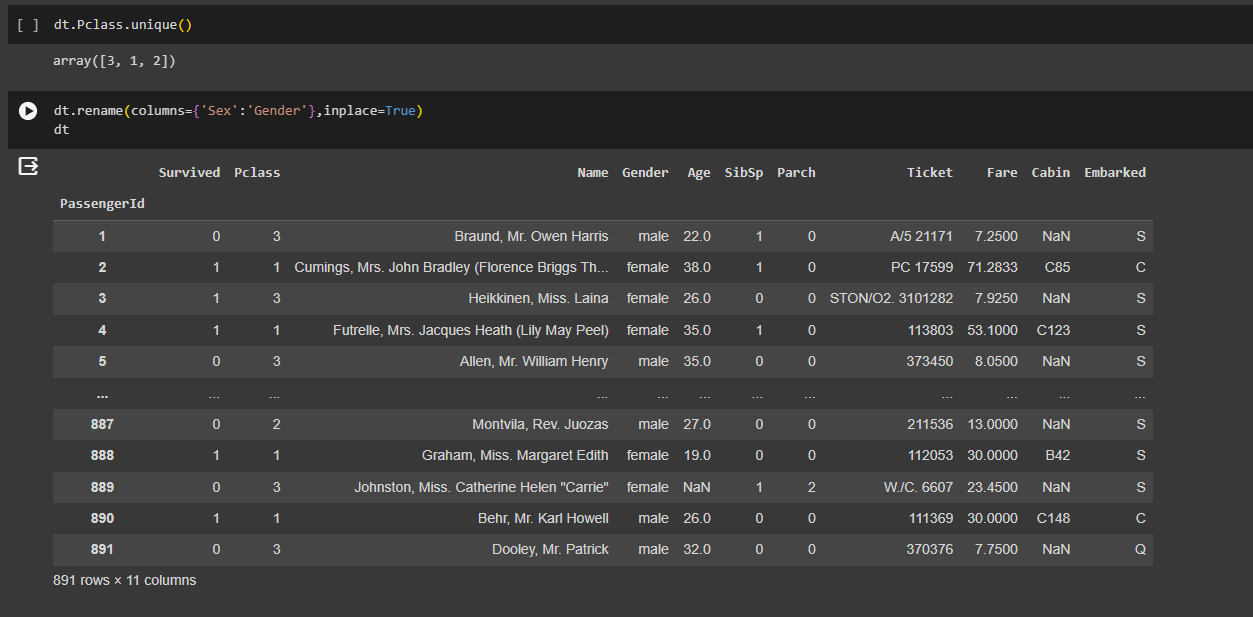 [ ] dt.Pclass.unique()
array([3, 1, 2])
dt.rename(columns={'Sex':'Gender'},inplace=True)
dt
Survived Pclass Name Gender Age SibSp Parch Ticket Fare Cabin Embarked
PassengerId
1 0 3 Braund, Mr. Owen Harris male 22.0 1 0 A/5 21171 7.2500 NaN S
2 1 1 Cumings, Mrs. John Bradley (Florence Briggs Th... female 38.0 1 0 PC 17599 71.2833 C85 C
3 1 3 Heikkinen, Miss. Laina female 26.0 0 0 STON/O2. 3101282 7.9250 NaN S
4 1 1 Futrelle, Mrs. Jacques Heath (Lily May Peel) female 35.0 1 0 113803 53.1000 C123 S
5 0 3 Allen, Mr. William Henry male 35.0 0 0 373450 8.0500 NaN S
... ... ... ... ... ... ... ... ... ... ... ...
887 0 2 Montvila, Rev. Juozas male 27.0 0 0 211536 13.0000 NaN S
888 1 1 Graham, Miss. Margaret Edith female 19.0 0 0 112053 30.0000 B42 S
889 0 3 Johnston, Miss. Catherine Helen "Carrie" female NaN 1 2 W./C. 6607 23.4500 NaN S
890 1 1 Behr, Mr. Karl Howell male 26.0 0 0 111369 30.0000 C148 C
891 0 3 Dooley, Mr. Patrick male 32.0 0 0 370376 7.7500 NaN Q
891 rows × 11 columns